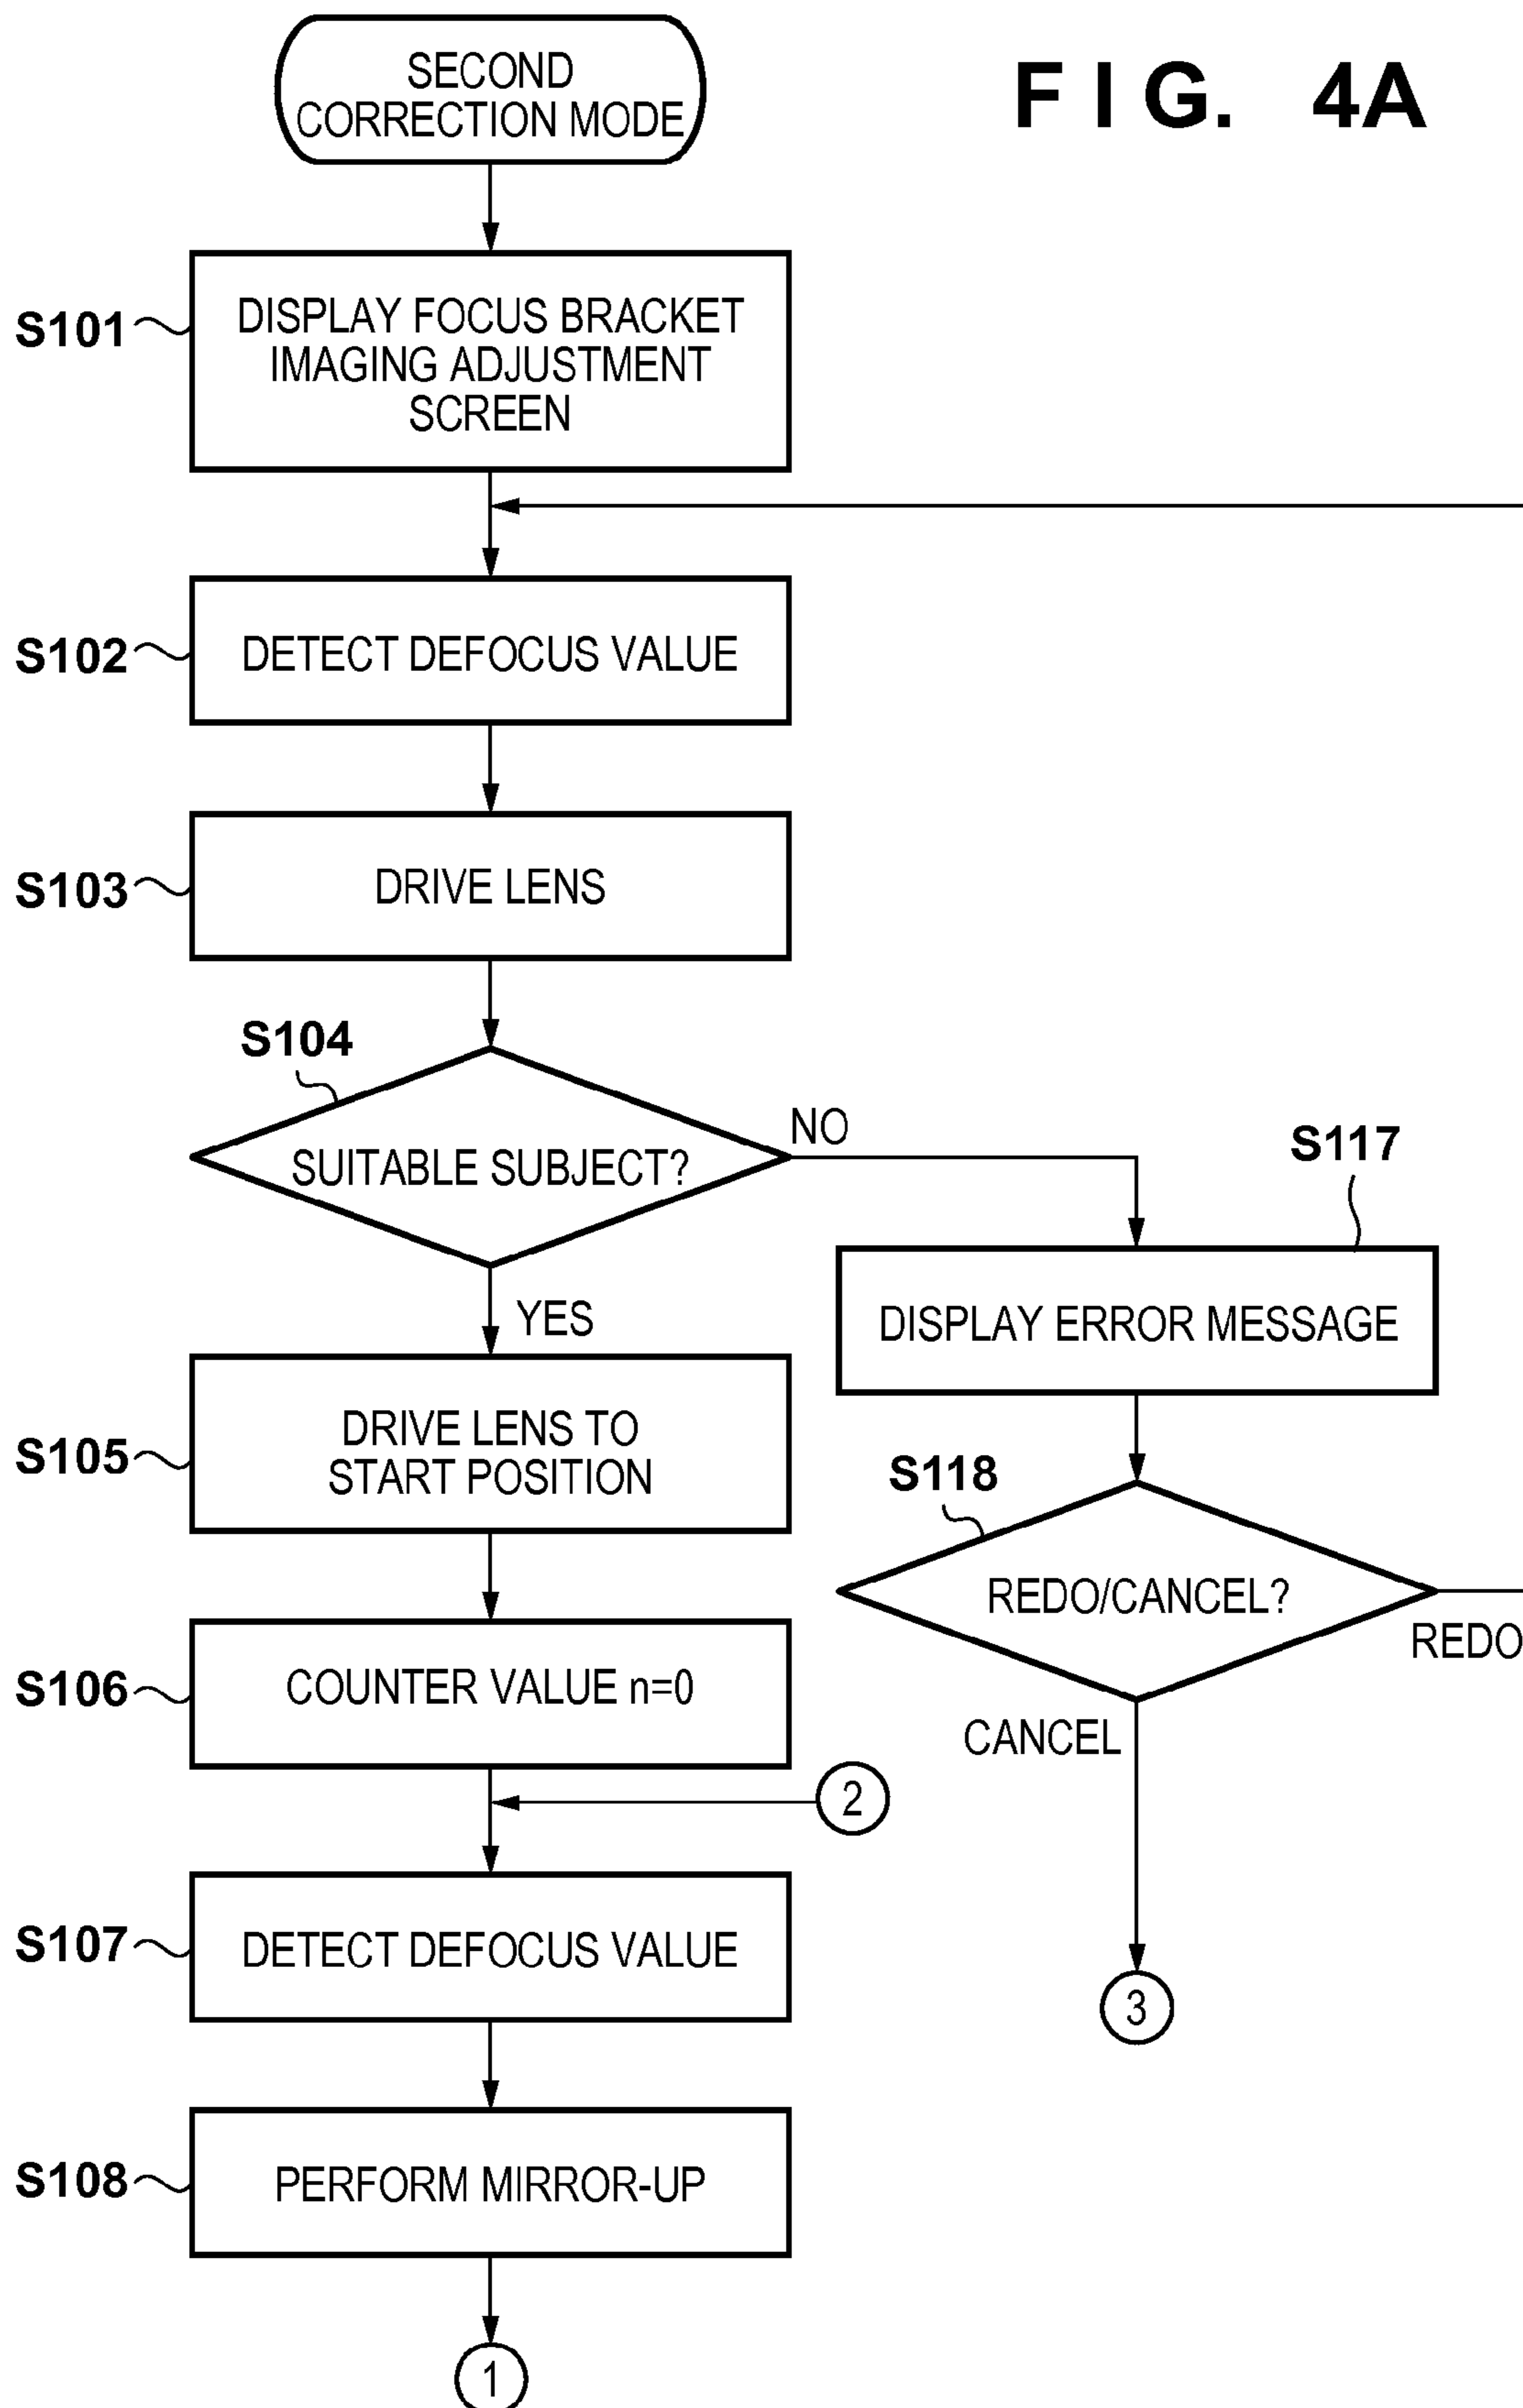 FIG. 4A
SECOND
CORRECTION MODE
S101
DISPLAY FOCUS BRACKET
IMAGING ADJUSTMENT
SCREEN
S102
DETECT DEFOCUS VALUE
S103
DRIVE LENS
S104
SUITABLE SUBJECT?
NO
YES
S117
DISPLAY ERROR MESSAGE
S105
DRIVE LENS TO
START POSITION
S118
REDO/CANCEL?
REDO
CANCEL
S106
COUNTER VALUE n=0
2
S107
DETECT DEFOCUS VALUE
3
S108
PERFORM MIRROR-UP
1